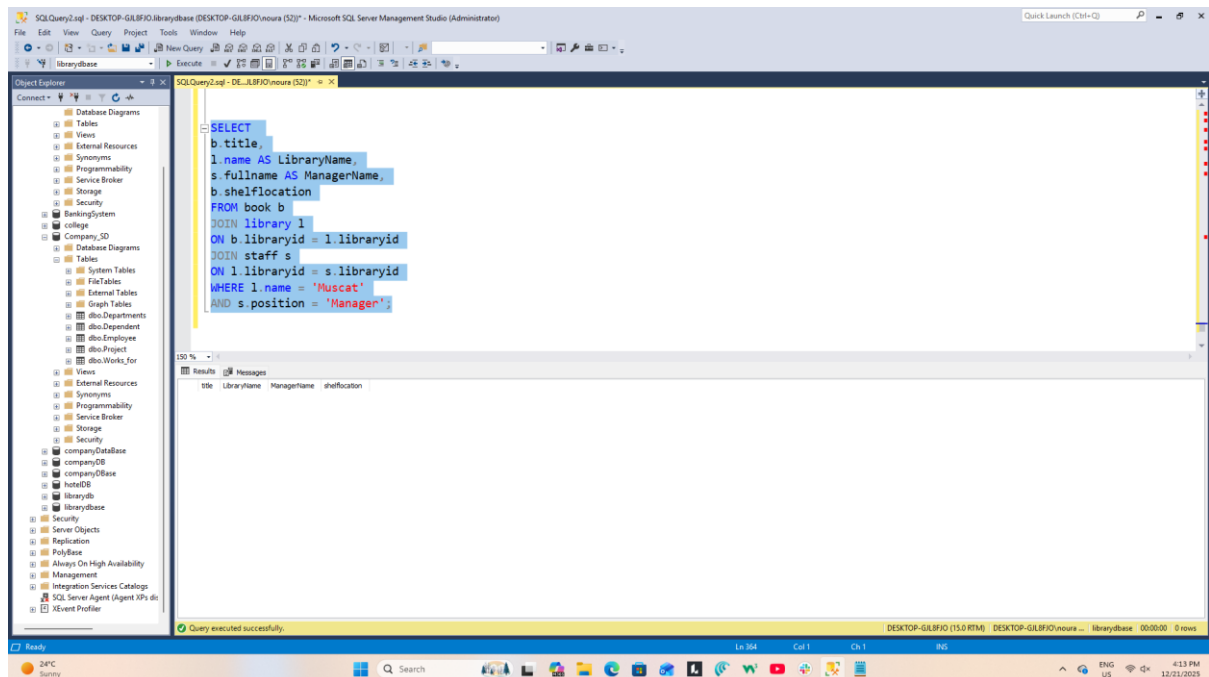 SQLQuery2.sql - DESKTOP-GJL8FJO.librarydbase (DESKTOP-GJL8FJO\noura (52))* - Microsoft SQL Server Management Studio (Administrator)
Quick Launch (Ctrl+Q)
File Edit View Query Project Tools Window Help
New Query
librarydbase
Execute
Object Explorer
SQLQuery2.sql - DE...JL8FJO\noura (52))*
Connect
Database Diagrams
Tables
Views
External Resources
Synonyms
Programmability
Service Broker
Storage
Security
BankingSystem
college
Company_SD
Database Diagrams
Tables
System Tables
FileTables
External Tables
Graph Tables
dbo.Departments
dbo.Dependent
dbo.Employee
dbo.Project
dbo.Works_for
Views
External Resources
Synonyms
Programmability
Service Broker
Storage
Security
companyDataBase
companyDB
companyDBase
hotelDB
librarydb
librarydbase
Security
Server Objects
Replication
PolyBase
Always On High Availability
Management
Integration Services Catalogs
SQL Server Agent (Agent XPs dis
XEvent Profiler
SELECT
b.title,
l.name AS LibraryName,
s.fullname AS ManagerName,
b.shelflocation
FROM book b
JOIN library l
ON b.libraryid = l.libraryid
JOIN staff s
ON l.libraryid = s.libraryid
WHERE l.name = 'Muscat'
AND s.position = 'Manager';
150 %
Results Messages
title LibraryName ManagerName shelflocation
Query executed successfully.
DESKTOP-GJL8FJO (15.0 RTM) DESKTOP-GJL8FJO\noura ... librarydbase 00:00:00 0 rows
Ready
Ln 364 Col 1 Ch 1 INS
24°C
Sunny
Search
ENG
US
4:13 PM
12/21/2025